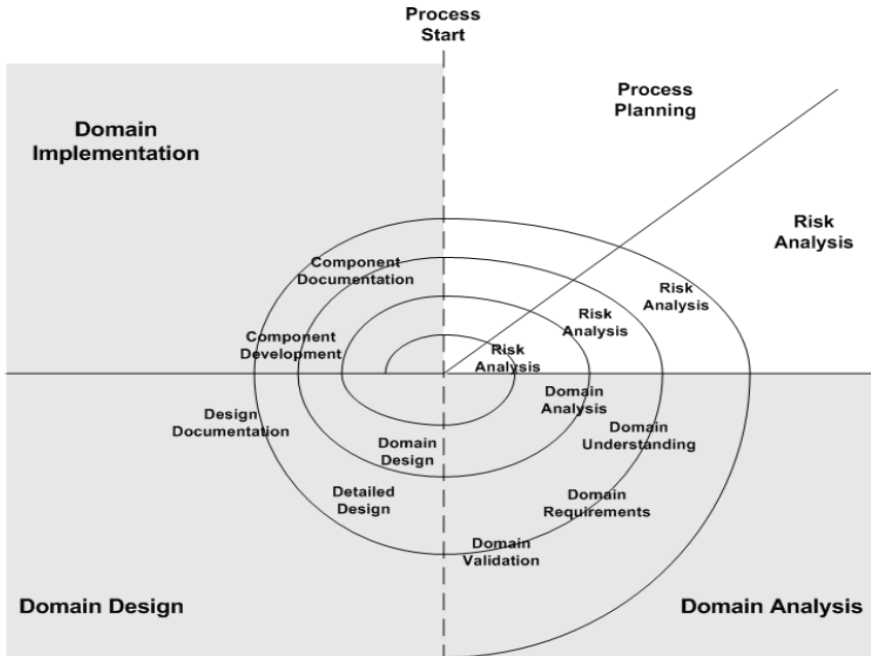 Process
Start
Process
Planning
Domain
Implementation
Risk
Analysis
Component
Documentation
Risk
Analysis
Risk
Analysis
Component
Development
Risk
Analysis
Domain
Analysis
Design
Documentation
Domain
Understanding
Domain
Design
Detailed
Design
Domain
Requirements
Domain
Validation
Domain Design
Domain Analysis